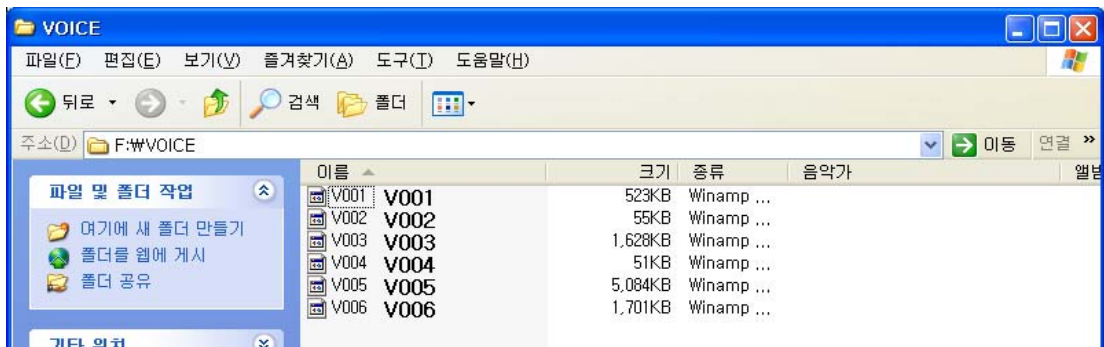 VOICE
파일(F) 편집(E) 보기(V) 즐겨찾기(A) 도구(T) 도움말(H)
뒤로 검색 폴더
주소(D) F:₩VOICE 이동 연결 »
이름 크기 종류 음악가 앨범
파일 및 폴더 작업
V001 V001 523KB Winamp ...
V002 V002 55KB Winamp ...
여기에 새 폴더 만들기
V003 V003 1,628KB Winamp ...
폴더를 웹에 게시
V004 V004 51KB Winamp ...
폴더 공유
V005 V005 5,084KB Winamp ...
V006 V006 1,701KB Winamp ...
기타 위치